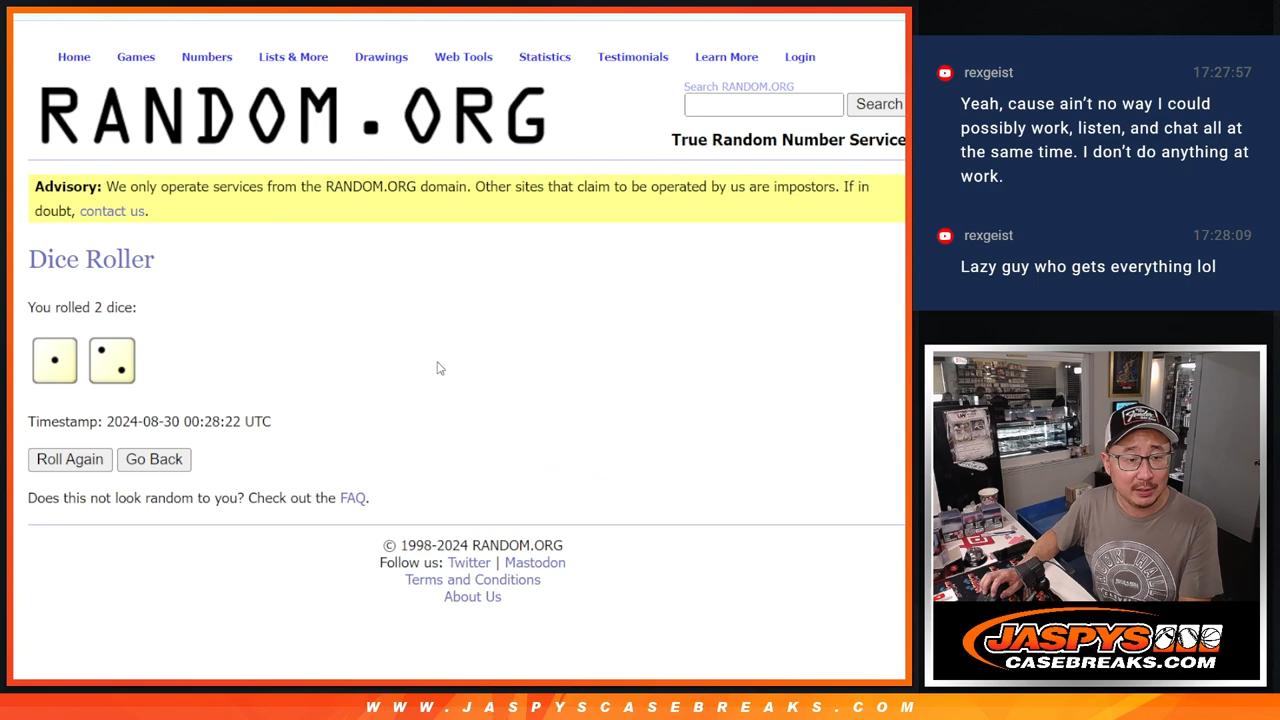 Home Games Numbers Lists & More Drawings Web Tools Statistics Testimonials Learn More Login
RANDOM.ORG
Search RANDOM.ORG
Search
True Random Number Service
Advisory: We only operate services from the RANDOM.ORG domain. Other sites that claim to be operated by us are impostors. If in
doubt, contact us.
Dice Roller
You rolled 2 dice:
Timestamp: 2024-08-30 00:28:22 UTC
Roll Again Go Back
Does this not look random to you? Check out the FAQ.
© 1998-2024 RANDOM.ORG
Follow us: Twitter | Mastodon
Terms and Conditions
About Us
rexgeist 17:27:57
Yeah, cause ain't no way I could
possibly work, listen, and chat all at
the same time. I don't do anything at
work.
rexgeist 17:28:09
Lazy guy who gets everything lol
Fender
JASPYS
CASEBREAKS.COM
WWW.JASPYSCASEBREAKS.COM